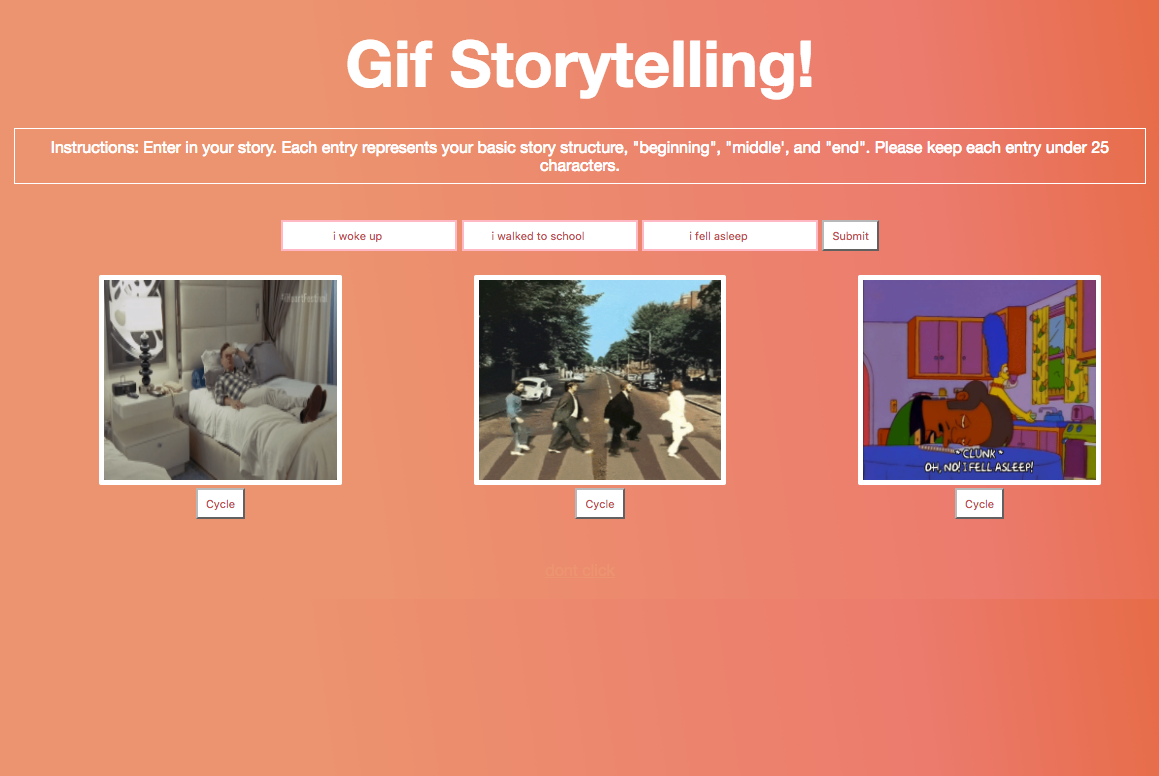 Gif Storytelling!
Instructions: Enter in your story. Each entry represents your basic story structure, "beginning", "middle', and "end". Please keep each entry under 25
characters.
i woke up i walked to school i fell asleep Submit
iHeartFestival
*CLUNK*
OH, NO! I FELL ASLEEP!
Cycle Cycle Cycle
dont click